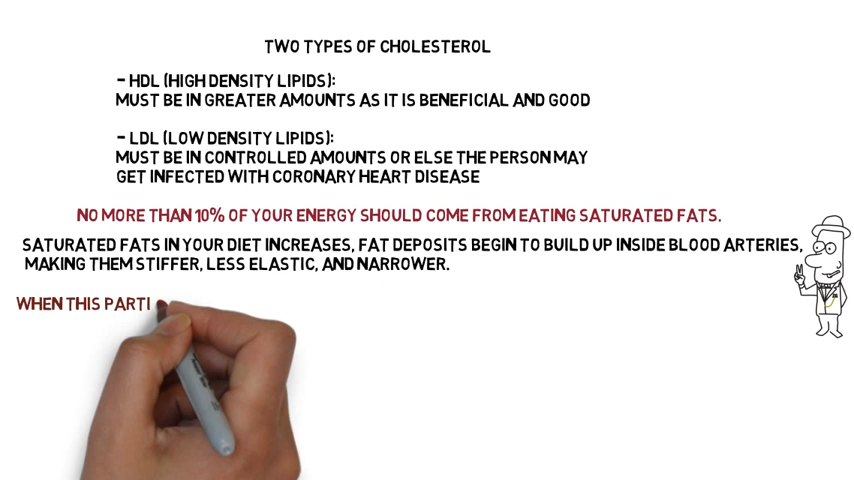 TWO TYPES OF CHOLESTEROL
- HDL (HIGH DENSITY LIPIDS):
MUST BE IN GREATER AMOUNTS AS IT IS BENEFICIAL AND GOOD
- LDL (LOW DENSITY LIPIDS):
MUST BE IN CONTROLLED AMOUNTS OR ELSE THE PERSON MAY
GET INFECTED WITH CORONARY HEART DISEASE
NO MORE THAN 10% OF YOUR ENERGY SHOULD COME FROM EATING SATURATED FATS.
SATURATED FATS IN YOUR DIET INCREASES, FAT DEPOSITS BEGIN TO BUILD UP INSIDE BLOOD ARTERIES,
MAKING THEM STIFFER, LESS ELASTIC, AND NARROWER.
WHEN THIS PARTI